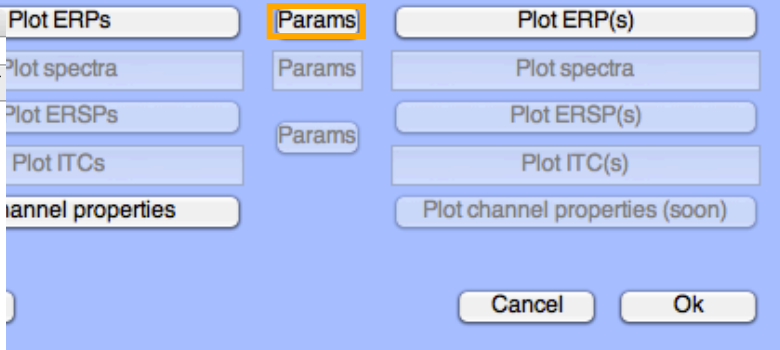 Plot ERPs Params Plot ERP(s)
Plot spectra Params Plot spectra
Plot ERSPs Plot ERSP(s)
Params
Plot ITCs Plot ITC(s)
hannel properties Plot channel properties (soon)
Cancel Ok